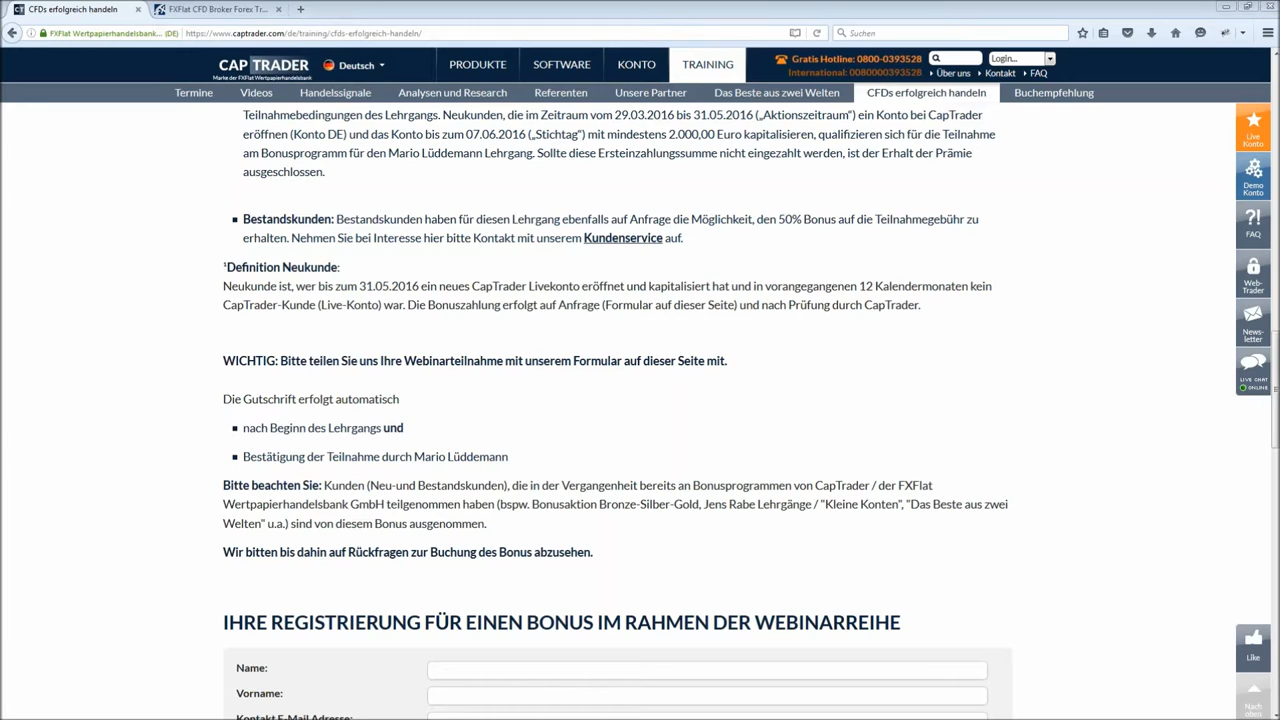 CT CFDs erfolgreich handeln ×
FXFlat CFD Broker Forex Tr... × +
FXFlat Wertpapierhandelsbank... (DE) https://www.captrader.com/de/training/cfds-erfolgreich-handeln/ Suchen
CAP TRADER
Marke der FXFlat Wertpapierhandelsbank
Deutsch
PRODUKTE SOFTWARE KONTO TRAINING
Gratis Hotline: 0800-0393528
International: 0080000393528
Login...
Über uns Kontakt FAQ
Termine Videos Handelssignale Analysen und Research Referenten Unsere Partner Das Beste aus zwei Welten CFDs erfolgreich handeln Buchempfehlung
Teilnahmebedingungen des Lehrgangs. Neukunden, die im Zeitraum vom 29.03.2016 bis 31.05.2016 („Aktionszeitraum") ein Konto bei CapTrader
eröffnen (Konto DE) und das Konto bis zum 07.06.2016 („Stichtag") mit mindestens 2.000,00 Euro kapitalisieren, qualifizieren sich für die Teilnahme
am Bonusprogramm für den Mario Lüddemann Lehrgang. Sollte diese Ersteinzahlungssumme nicht eingezahlt werden, ist der Erhalt der Prämie
ausgeschlossen.
▪ Bestandskunden: Bestandskunden haben für diesen Lehrgang ebenfalls auf Anfrage die Möglichkeit, den 50% Bonus auf die Teilnahmegebühr zu
erhalten. Nehmen Sie bei Interesse hier bitte Kontakt mit unserem Kundenservice auf.
¹Definition Neukunde:
Neukunde ist, wer bis zum 31.05.2016 ein neues CapTrader Livekonto eröffnet und kapitalisiert hat und in vorangegangenen 12 Kalendermonaten kein
CapTrader-Kunde (Live-Konto) war. Die Bonuszahlung erfolgt auf Anfrage (Formular auf dieser Seite) und nach Prüfung durch CapTrader.
WICHTIG: Bitte teilen Sie uns Ihre Webinarteilnahme mit unserem Formular auf dieser Seite mit.
Die Gutschrift erfolgt automatisch
▪ nach Beginn des Lehrgangs und
▪ Bestätigung der Teilnahme durch Mario Lüddemann
Bitte beachten Sie: Kunden (Neu-und Bestandskunden), die in der Vergangenheit bereits an Bonusprogrammen von CapTrader / der FXFlat
Wertpapierhandelsbank GmbH teilgenommen haben (bspw. Bonusaktion Bronze-Silber-Gold, Jens Rabe Lehrgänge / "Kleine Konten", "Das Beste aus zwei
Welten" u.a.) sind von diesem Bonus ausgenommen.
Wir bitten bis dahin auf Rückfragen zur Buchung des Bonus abzusehen.
IHRE REGISTRIERUNG FÜR EINEN BONUS IM RAHMEN DER WEBINARREIHE
Name:
Vorname:
Kontakt E-Mail Adresse:
Live
Konto
Demo
Konto
?!
FAQ
Web-
Trader
News-
letter
LIVE CHAT
ONLINE
Like
Nach
oben